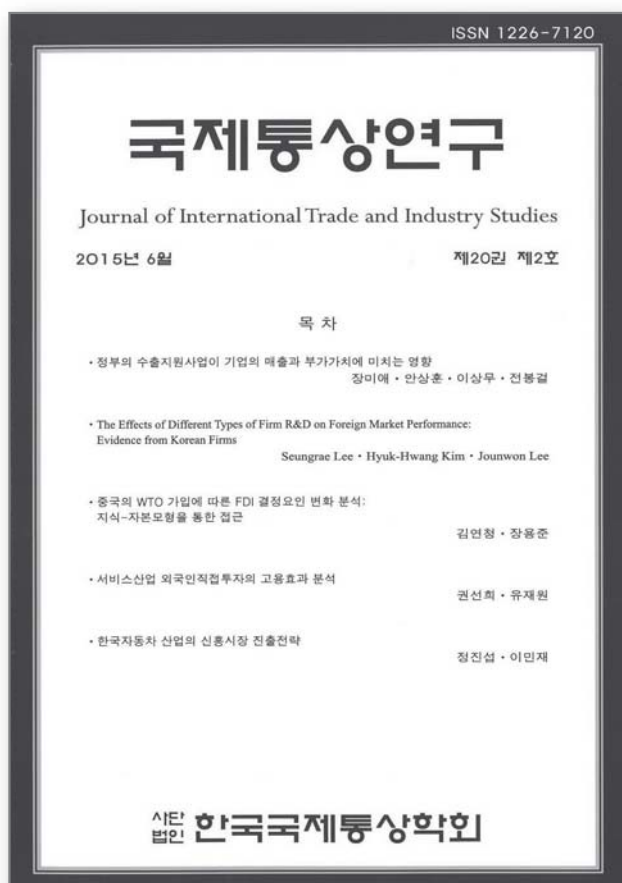 ISSN 1226-7120
국제통상연구
Journal of International Trade and Industry Studies
2015년 6월 제20권 제2호
목 차
• 정부의 수출지원사업이 기업의 매출과 부가가치에 미치는 영향
장미애・안상훈・이상무・전봉걸
• The Effects of Different Types of Firm R&D on Foreign Market Performance:
Evidence from Korean Firms
Seungrae Lee・Hyuk-Hwang Kim・Jounwon Lee
• 중국의 WTO 가입에 따른 FDI 결정요인 변화 분석:
지식-자본모형을 통한 접근
김연청・장용준
• 서비스산업 외국인직접투자의 고용효과 분석
권선희・유재원
• 한국자동차 산업의 신흥시장 진출전략
정진섭・이민재
사단
법인 한국국제통상학회